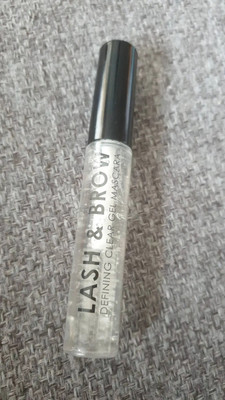 LASH & BROW
DEFINING CLEAR GEL MASCARA